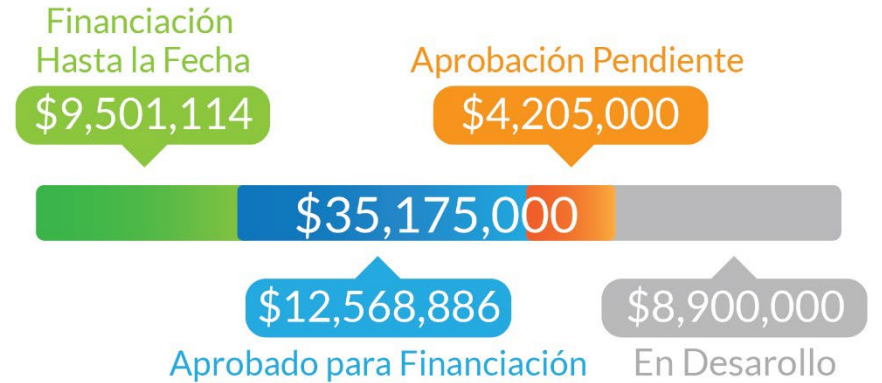 Financiación
Hasta la Fecha
$9,501,114
Aprobación Pendiente
$4,205,000
$35,175,000
$12,568,886
Aprobado para Financiación
$8,900,000
En Desarollo